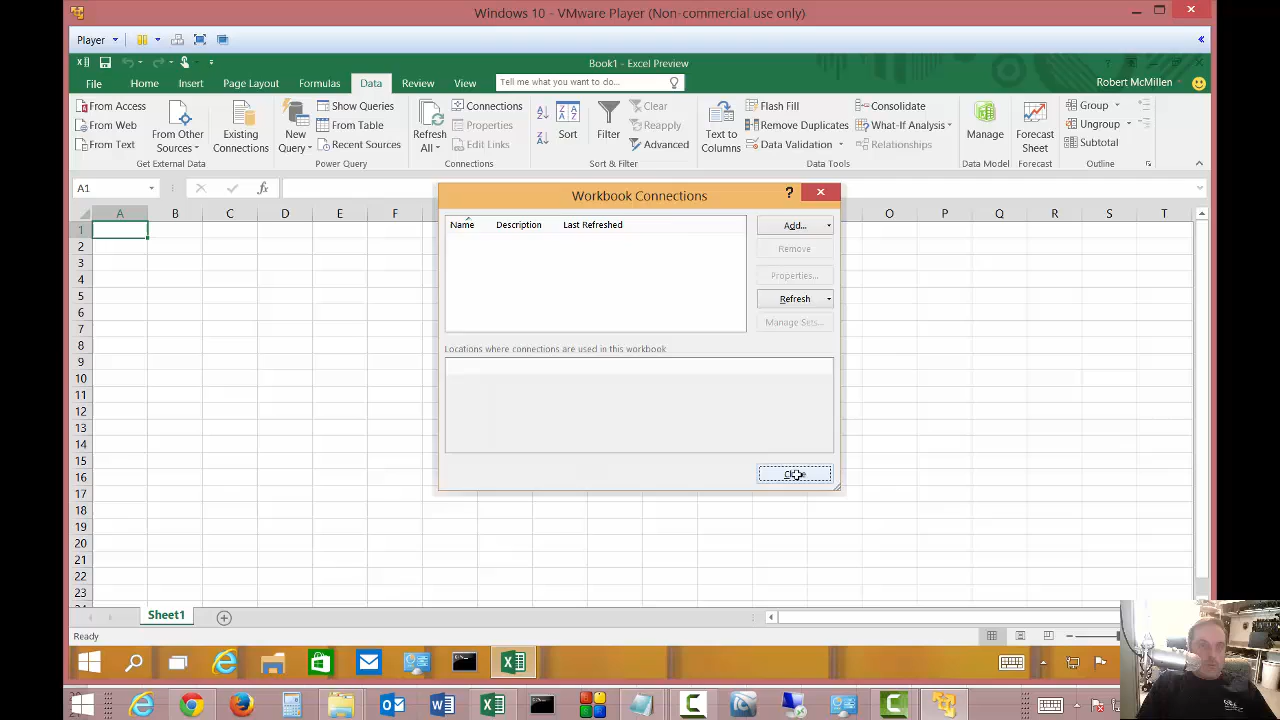 Windows 10 - VMware Player (Non-commercial use only)
Player
Book1 - Excel Preview
File Home Insert Page Layout Formulas Data Review View Tell me what you want to do... Robert McMillen
From Access
From Web
From Text
From Other Sources
Existing Connections
Get External Data
New Query
Show Queries
From Table
Recent Sources
Power Query
Refresh All
Connections
Properties
Edit Links
Connections
Sort
Filter
Clear
Reapply
Advanced
Sort & Filter
Text to Columns
Flash Fill
Remove Duplicates
Data Validation
Consolidate
What-If Analysis
Relationships
Data Tools
Manage
Data Model
Forecast Sheet
Forecast
Group
Ungroup
Subtotal
Outline
A1
fx
A B C D E F O P Q R S T
Workbook Connections
?
Name Description Last Refreshed
Add...
Remove
Properties...
Refresh
Manage Sets...
Locations where connections are used in this workbook
1
2
3
4
5
6
7
8
9
10
11
12
13
14
15
16
17
18
19
20
21
22
23
Sheet1
Ready